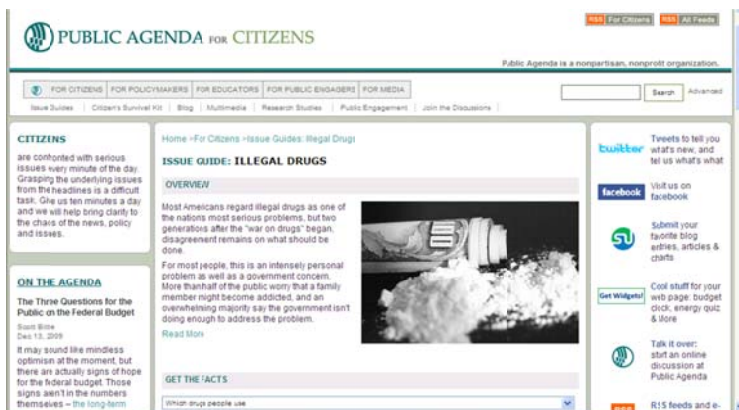 RSS For Citizens RSS All Feeds
PUBLIC AGENDA FOR CITIZENS
Public Agenda is a nonpartisan, nonprofit organization.
FOR CITIZENS FOR POLICYMAKERS FOR EDUCATORS FOR PUBLIC ENGAGERS FOR MEDIA
Search Advanced
Issue Guides Citizen's Survival Kit Blog Multimedia Research Studies Public Engagement Join the Discussions
CITIZENS
are confronted with serious
issues every minute of the day.
Grasping the underlying issues
from the headlines is a difficult
task. Give us ten minutes a day
and we will help bring clarity to
the chaos of the news, policy
and issues.
ON THE AGENDA
The Three Questions for the
Public on the Federal Budget
Scott Bittle
Dec 13, 2009
It may sound like mindless
optimism at the moment, but
there are actually signs of hope
for the federal budget. Those
signs aren't in the numbers
themselves – the long-term
Home >For Citizens >Issue Guides: Illegal Drugs
ISSUE GUIDE: ILLEGAL DRUGS
OVERVIEW
Most Americans regard illegal drugs as one of
the nations most serious problems, but two
generations after the "war on drugs" began,
disagreement remains on what should be
done.
For most people, this is an intensely personal
problem as well as a government concern.
More than half of the public worry that a family
member might become addicted, and an
overwhelming majority say the government isn't
doing enough to address the problem.
Read More
GET THE FACTS
Which drugs people use
twitter
Tweets to tell you
what's new, and
tell us what's what
facebook
Visit us on
facebook
Submit your
favorite blog
entries, articles &
charts
Get Widgets!
Cool stuff for your
web page: budget
clock, energy quiz
& More
Talk it over:
start an online
discussion at
Public Agenda
RSS
RSS feeds and e-